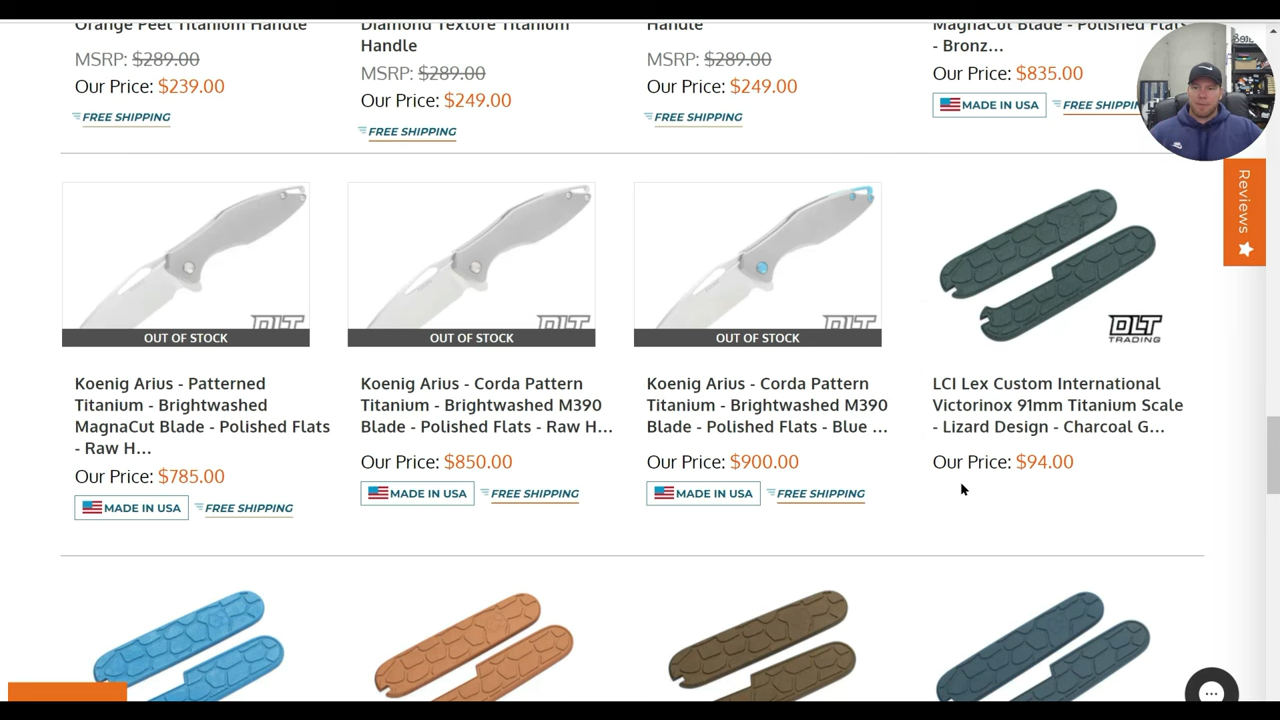 Orange Peel Titanium Handle
MSRP: $289.00
Our Price: $239.00
FREE SHIPPING
Diamond Texture Titanium
Handle
MSRP: $289.00
Our Price: $249.00
FREE SHIPPING
Handle
MSRP: $289.00
Our Price: $249.00
FREE SHIPPING
MagnaCut Blade - Polished Flats
- Bronz...
Our Price: $835.00
MADE IN USA
FREE SHIPPING
Reviews
OUT OF STOCK
Koenig Arius - Patterned
Titanium - Brightwashed
MagnaCut Blade - Polished Flats
- Raw H...
Our Price: $785.00
MADE IN USA
FREE SHIPPING
OUT OF STOCK
Koenig Arius - Corda Pattern
Titanium - Brightwashed M390
Blade - Polished Flats - Raw H...
Our Price: $850.00
MADE IN USA
FREE SHIPPING
OUT OF STOCK
Koenig Arius - Corda Pattern
Titanium - Brightwashed M390
Blade - Polished Flats - Blue ...
Our Price: $900.00
MADE IN USA
FREE SHIPPING
DLT
TRADING
LCI Lex Custom International
Victorinox 91mm Titanium Scale
- Lizard Design - Charcoal G...
Our Price: $94.00